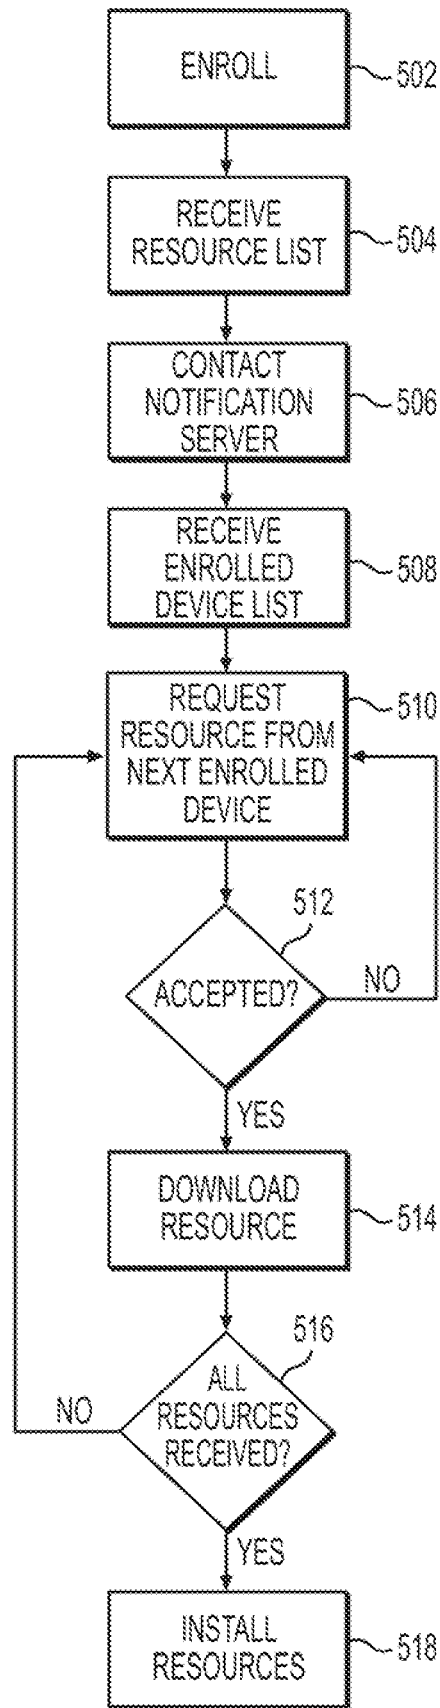 ENROLL
502
RECEIVE
RESOURCE LIST
504
CONTACT
NOTIFICATION
SERVER
506
RECEIVE
ENROLLED
DEVICE LIST
508
REQUEST
RESOURCE FROM
NEXT ENROLLED
DEVICE
510
512
ACCEPTED?
NO
YES
DOWNLOAD
RESOURCE
514
516
ALL
RESOURCES
RECEIVED?
NO
YES
INSTALL
RESOURCES
518